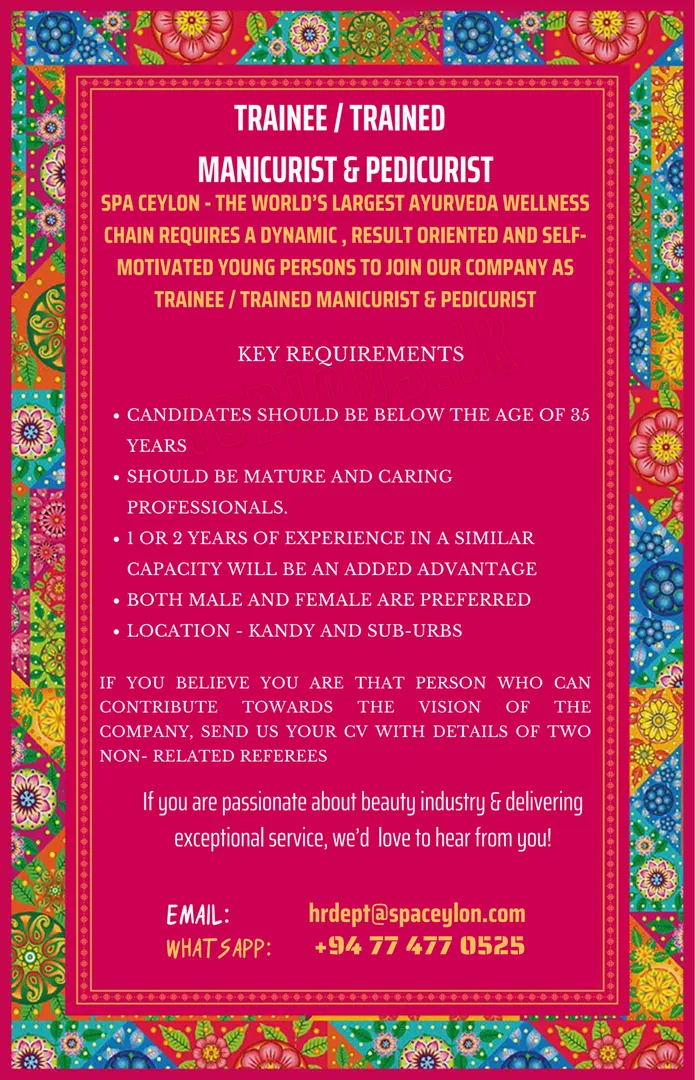 TRAINEE / TRAINED
MANICURIST & PEDICURIST
SPA CEYLON - THE WORLD'S LARGEST AYURVEDA WELLNESS
CHAIN REQUIRES A DYNAMIC , RESULT ORIENTED AND SELF-
MOTIVATED YOUNG PERSONS TO JOIN OUR COMPANY AS
TRAINEE / TRAINED MANICURIST & PEDICURIST
KEY REQUIREMENTS
• CANDIDATES SHOULD BE BELOW THE AGE OF 35
YEARS
• SHOULD BE MATURE AND CARING
PROFESSIONALS.
• 1 OR 2 YEARS OF EXPERIENCE IN A SIMILAR
CAPACITY WILL BE AN ADDED ADVANTAGE
• BOTH MALE AND FEMALE ARE PREFERRED
• LOCATION - KANDY AND SUB-URBS
IF YOU BELIEVE YOU ARE THAT PERSON WHO CAN
CONTRIBUTE TOWARDS THE VISION OF THE
COMPANY, SEND US YOUR CV WITH DETAILS OF TWO
NON- RELATED REFEREES
If you are passionate about beauty industry & delivering
exceptional service, we'd love to hear from you!
EMAIL: hrdept@spaceylon.com
WHATSAPP: +94 77 477 0525